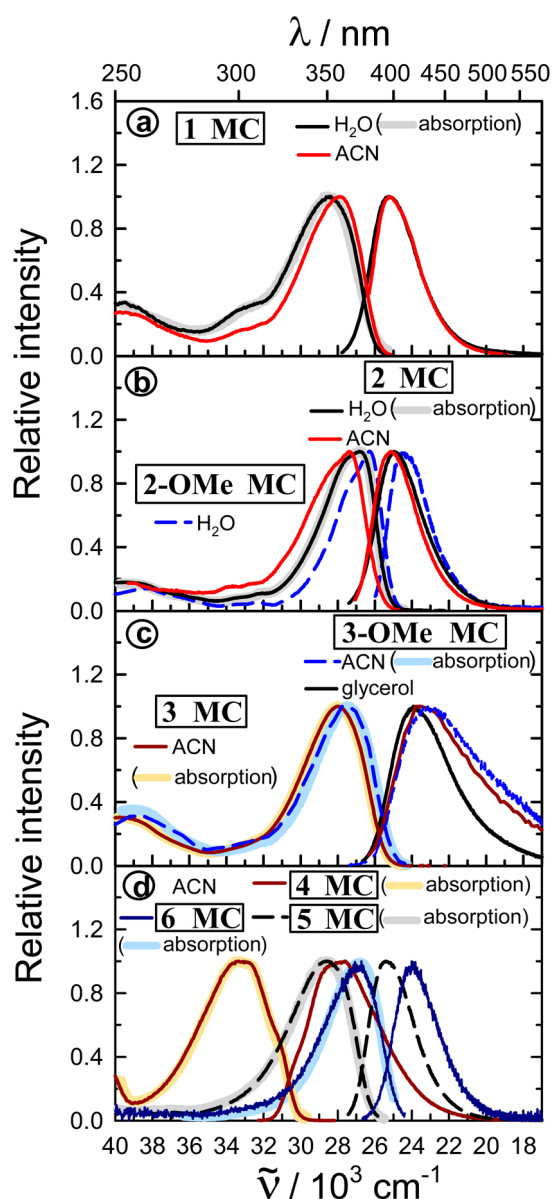 λ / nm
250 300 350 400 450 500 550
1.6
a 1 MC
H₂O ( absorption)
ACN
1.2
0.8
0.4
0.0
Relative intensity
b 2 MC
H₂O ( absorption)
ACN
1.2
2-OMe MC
H₂O
0.8
0.4
0.0
c 3-OMe MC
ACN ( absorption)
glycerol
1.2
3 MC
ACN
( absorption)
0.8
0.4
0.0
Relative intensity
d ACN 4 MC ( absorption)
6 MC 5 MC ( absorption)
( absorption)
1.2
0.8
0.4
0.0
40 38 36 34 32 30 28 26 24 22 20 18
ṽ / 10³ cm⁻¹